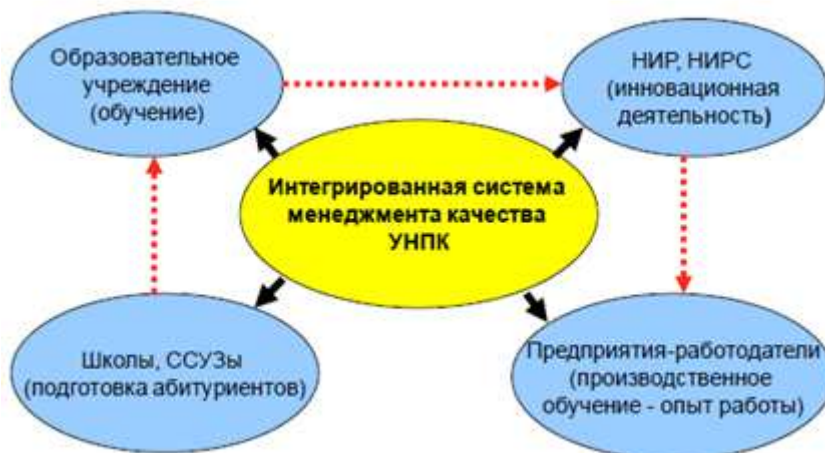 Образовательное
учреждение
(обучение)
НИР, НИРС
(инновационная
деятельность)
Интегрированная система
менеджмента качества
УНПК
Школы, ССУЗы
(подготовка абитуриентов)
Предприятия-работодатели
(производственное
обучение - опыт работы)